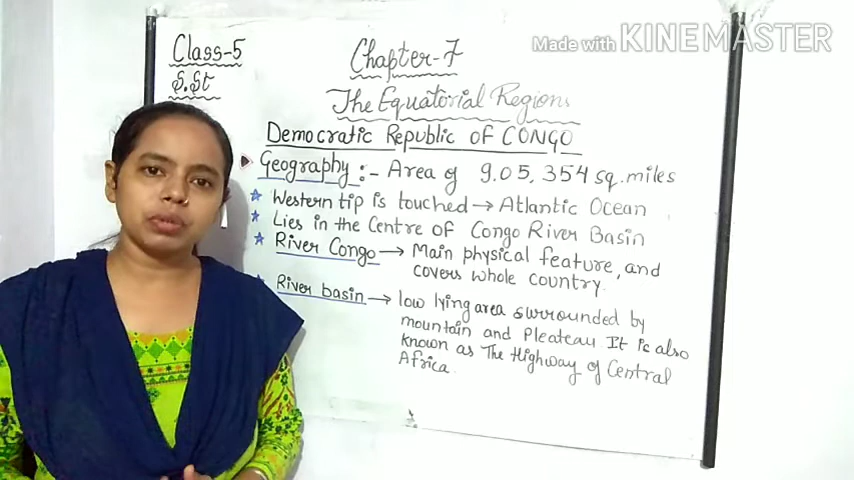 Made with KINEMASTER
Class-5
S.St
Chapter-7
The Equatorial Regions
Democratic Republic OF CONGO
Geography :- Area of 9.05, 354 sq. miles
Western tip is touched → Atlantic Ocean
Lies in the Centre of Congo River Basin
River Congo → Main physical feature, and
covers whole country.
River basin → low lying area surrounded by
mountain and Pleateau It is also
known as The Highway of Central
Africa.